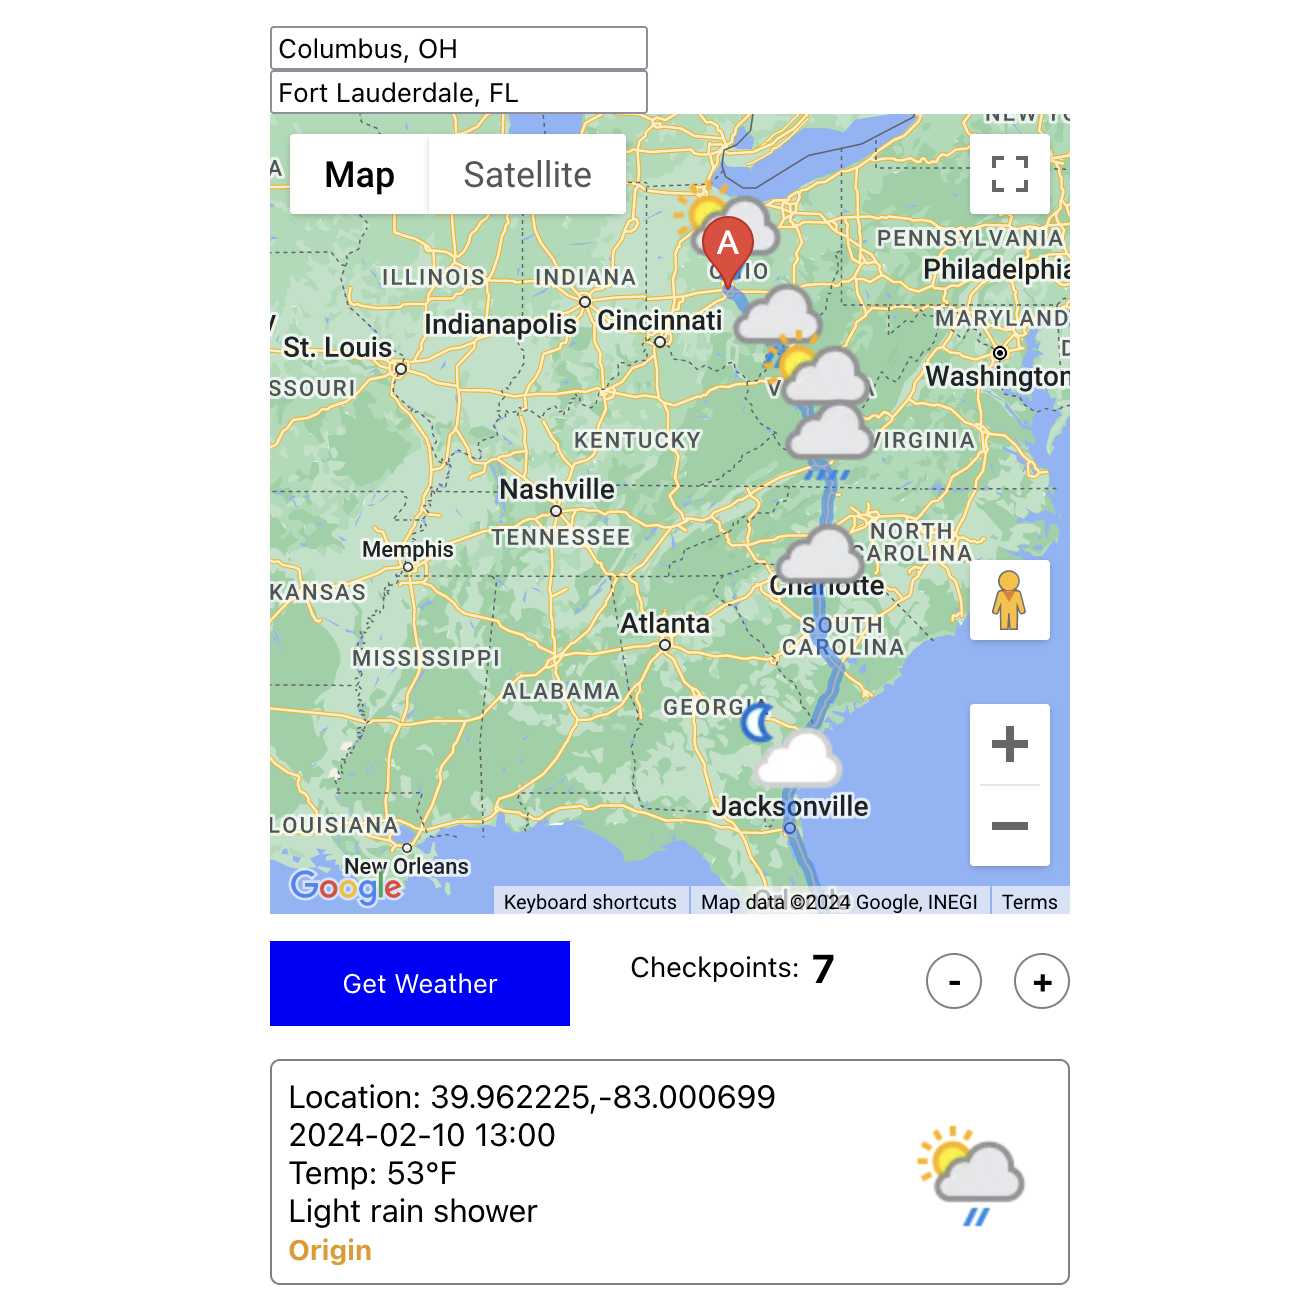 Columbus, OH
Fort Lauderdale, FL
Map
Satellite
PENNSYLVANIA
Philadelphia
ILLINOIS
INDIANA
A
OHIO
MARYLAND
Indianapolis
Cincinnati
St. Louis
Washington
SSOURI
KENTUCKY
VIRGINIA
Nashville
TENNESSEE
NORTH
CAROLINA
Memphis
Charlotte
KANSAS
Atlanta
SOUTH
CAROLINA
MISSISSIPPI
ALABAMA
GEORGIA
Jacksonville
LOUISIANA
New Orleans
Google
Keyboard shortcuts
Map data ©2024 Google, INEGI
Terms
Get Weather
Checkpoints: 7
-
+
Location: 39.962225,-83.000699
2024-02-10 13:00
Temp: 53°F
Light rain shower
Origin